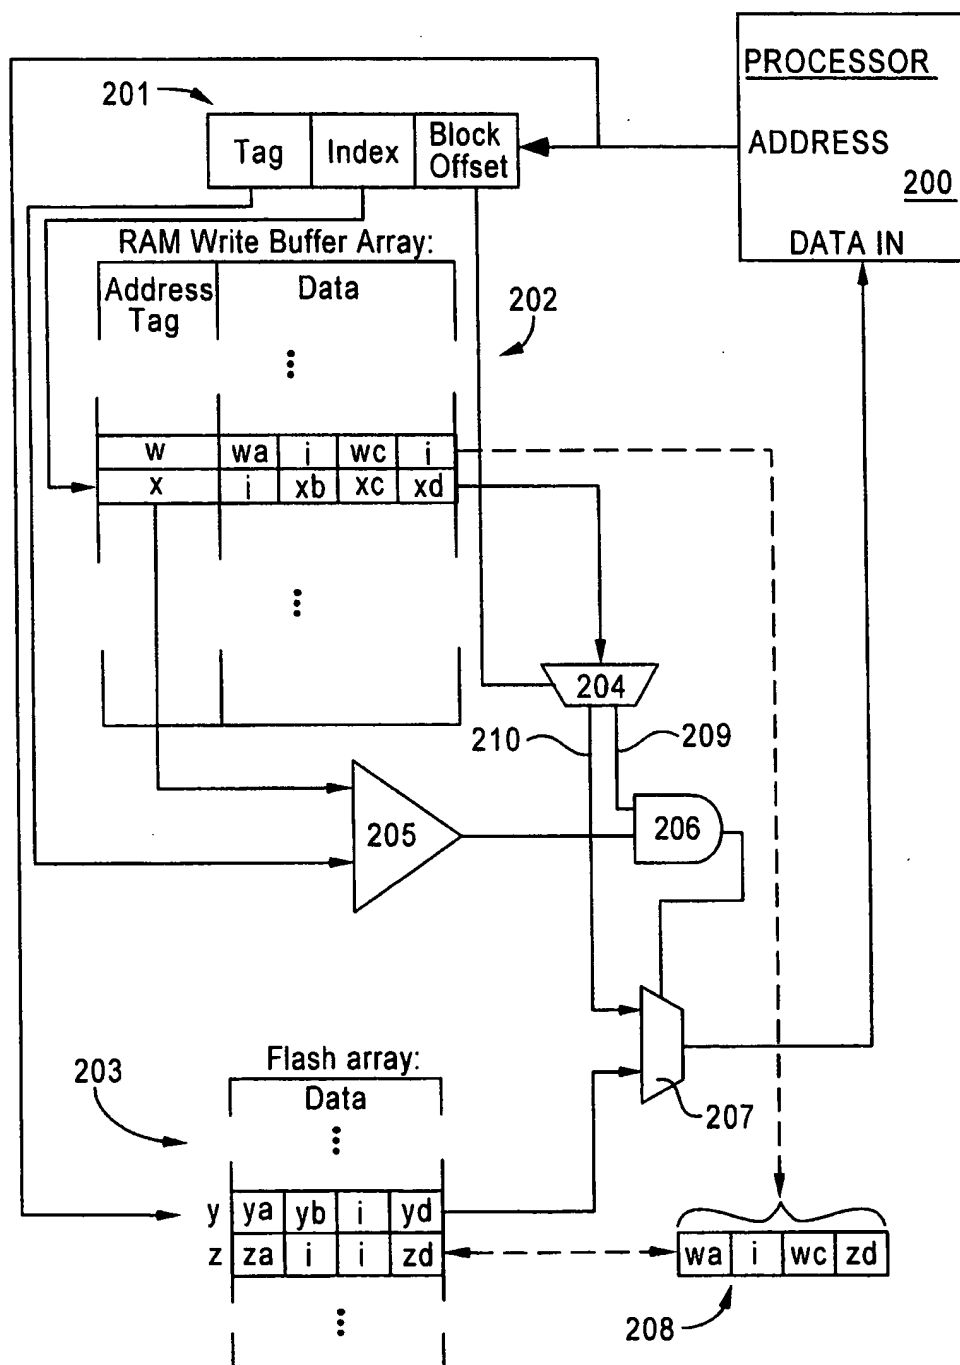 PROCESSOR
201
Tag Index Block Offset
ADDRESS
200
DATA IN
RAM Write Buffer Array:
Address Tag
Data
202
w wa i wc i
x i xb xc xd
204
210
209
205
206
Flash array:
203
Data
207
y ya yb i yd
z za i i zd
wa i wc zd
208